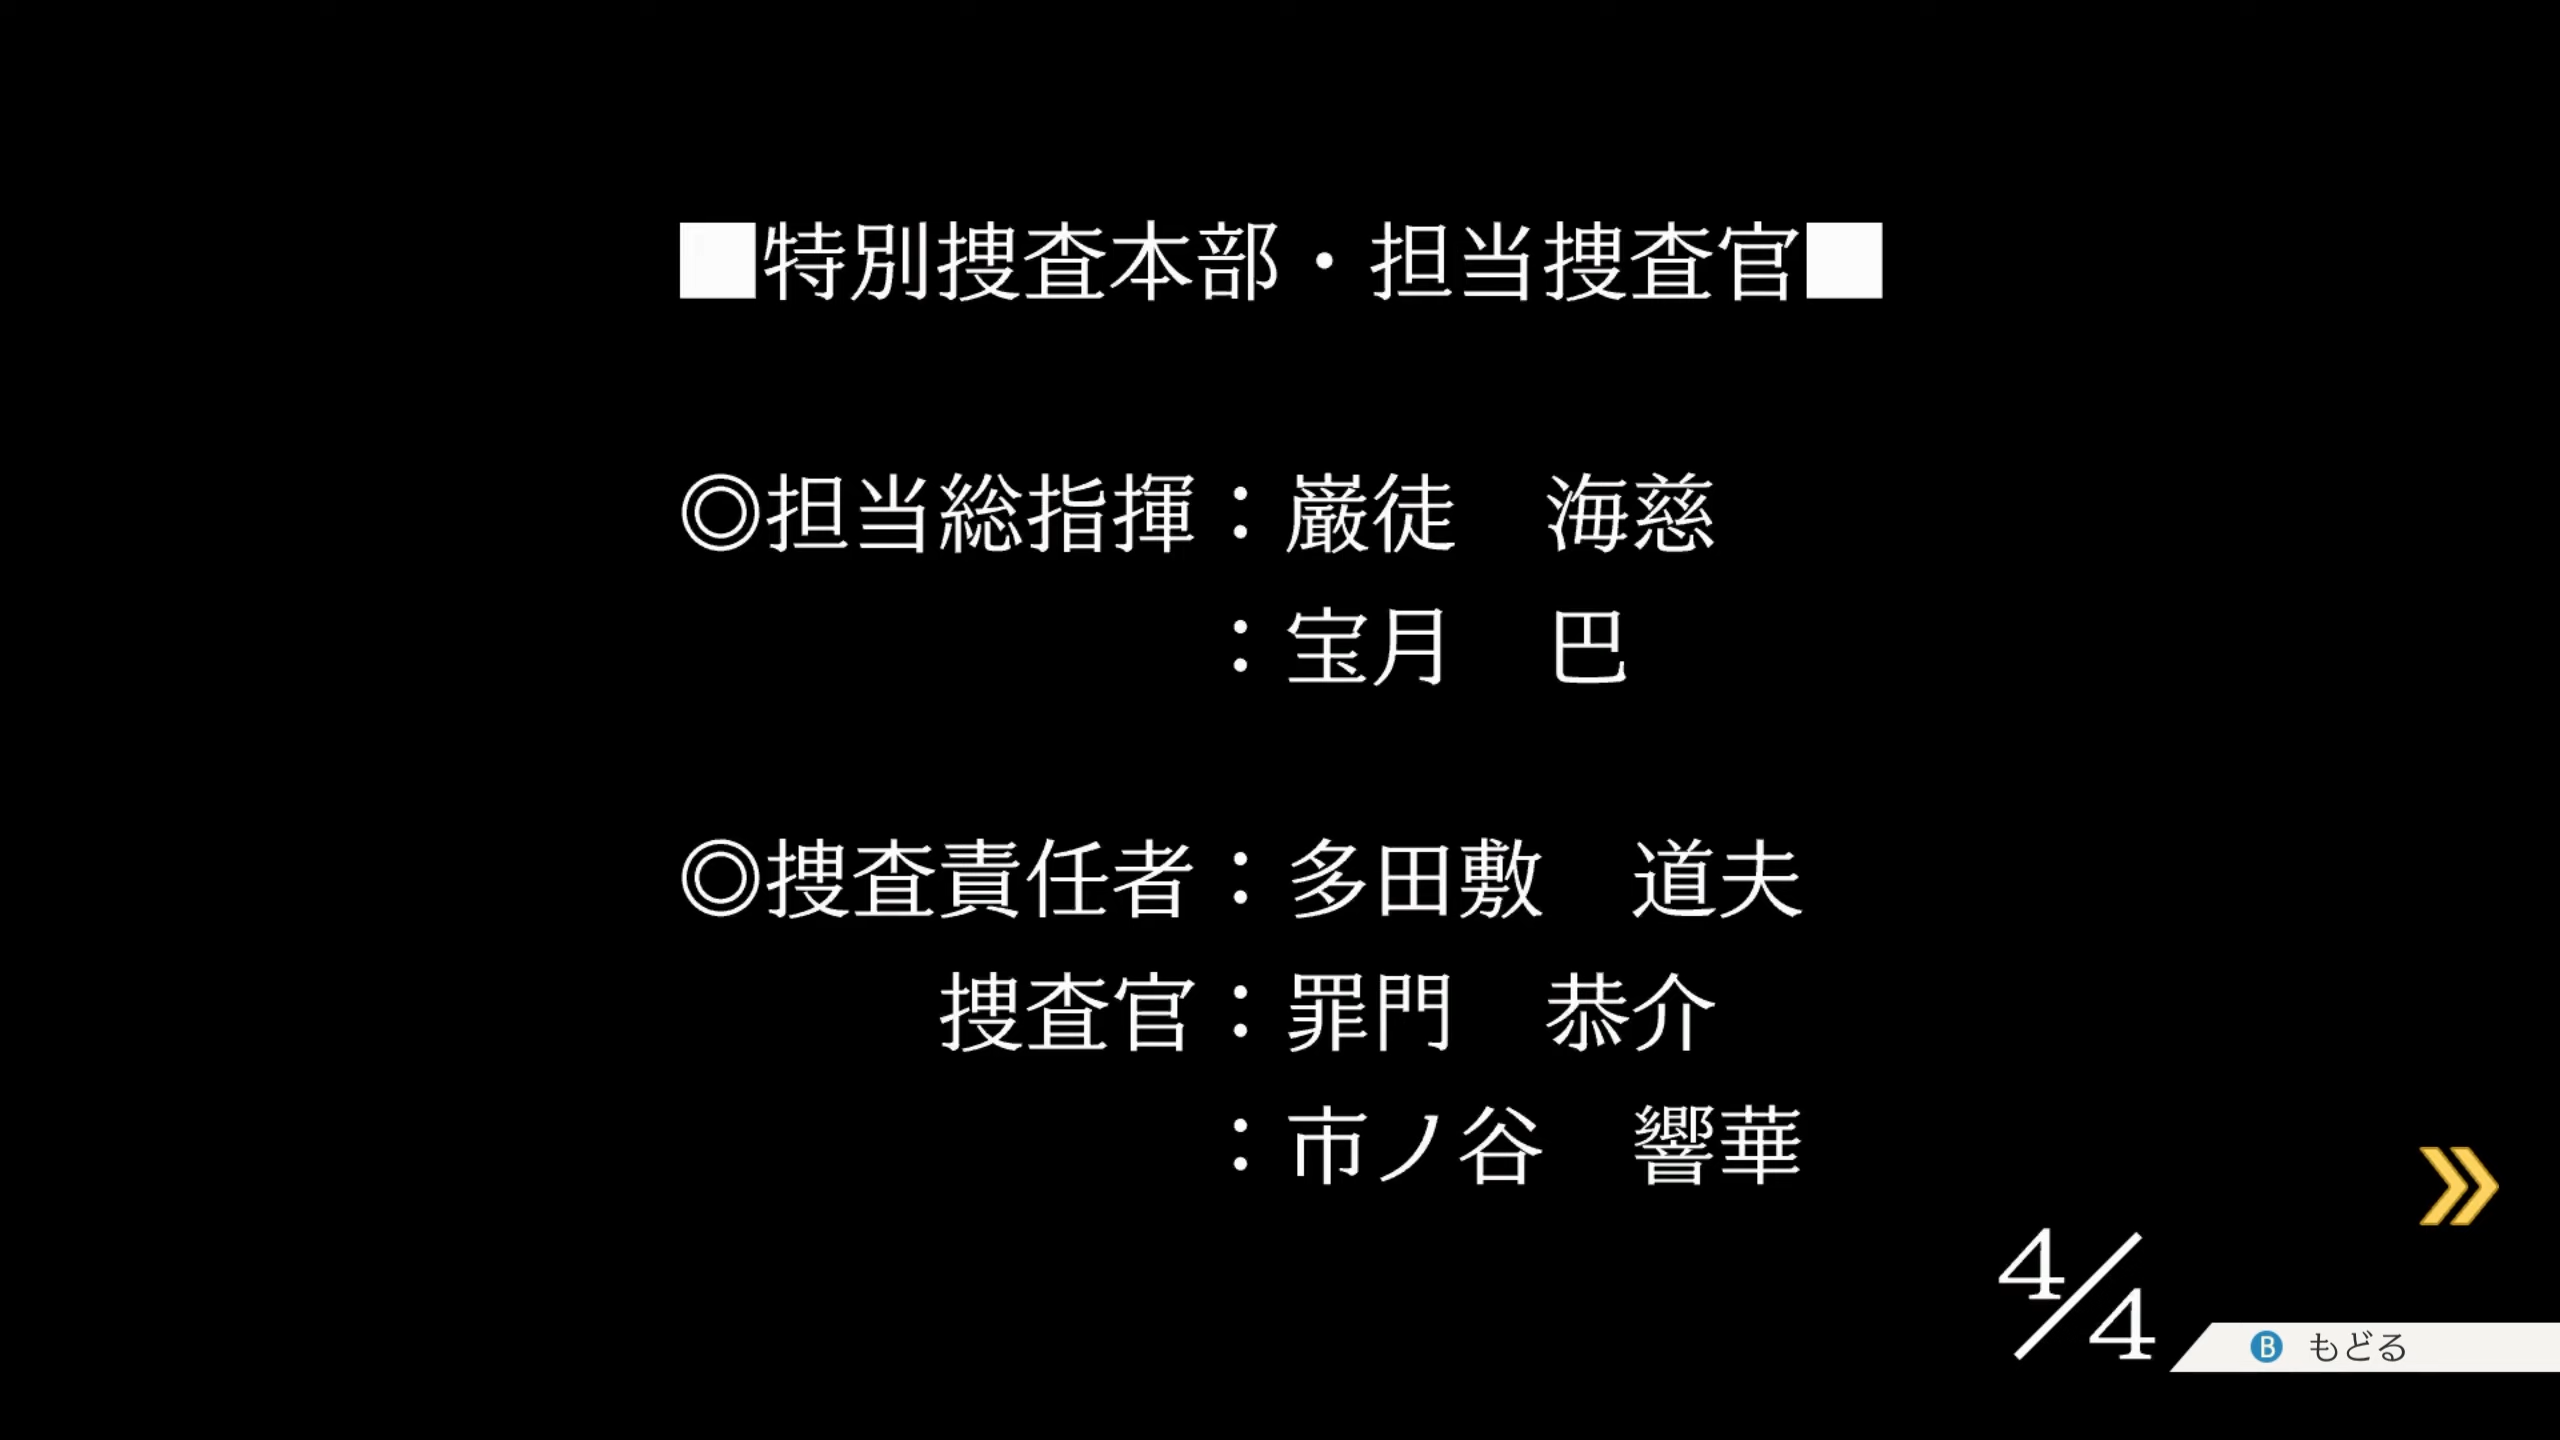 ■特別捜査本部・担当捜査官■
◎担当総指揮：巌徒　海慈
：宝月　巴
◎捜査責任者：多田敷　道夫
捜査官：罪門　恭介
：市ノ谷　響華
4/4
B もどる